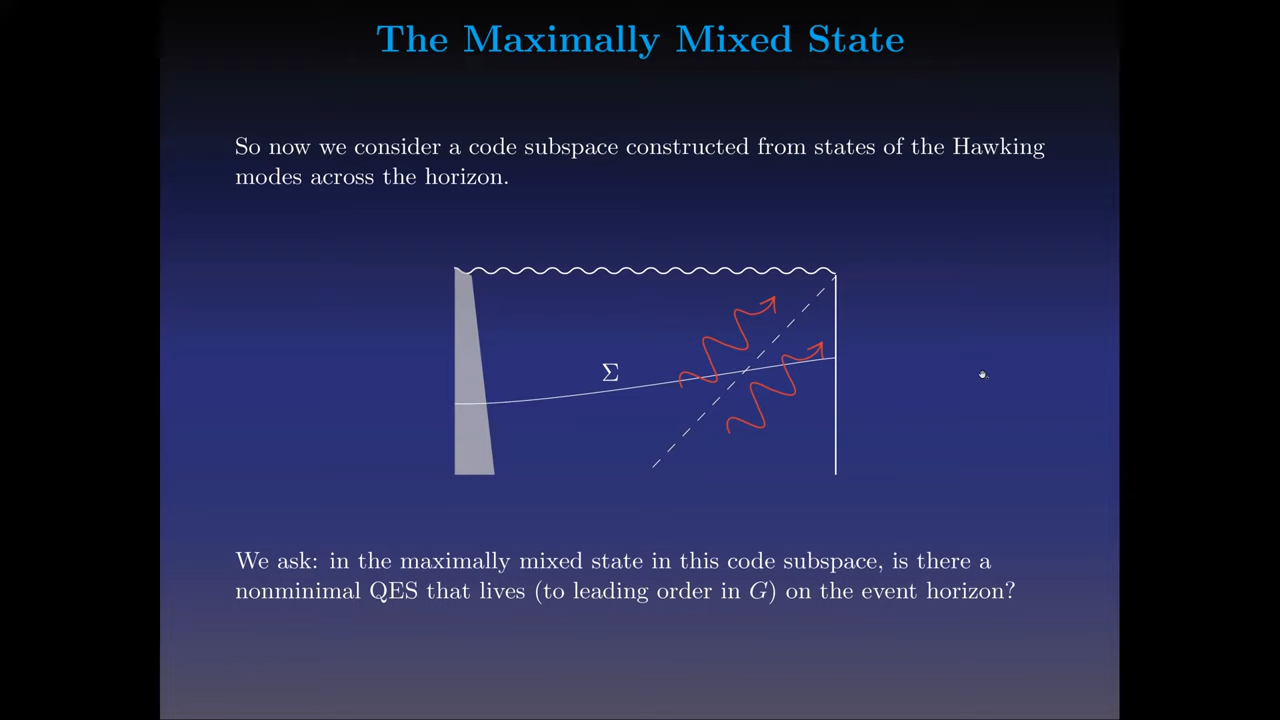 The Maximally Mixed State
So now we consider a code subspace constructed from states of the Hawking
modes across the horizon.
Σ
We ask: in the maximally mixed state in this code subspace, is there a
nonminimal QES that lives (to leading order in G) on the event horizon?